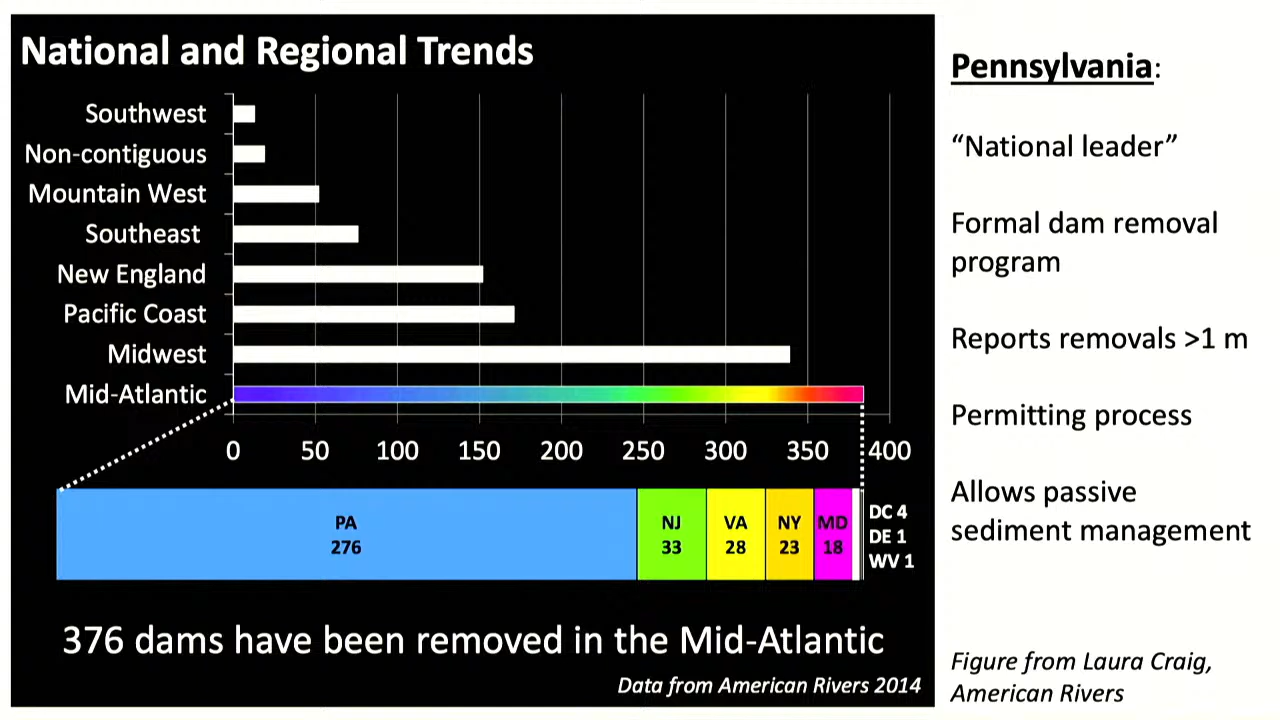 National and Regional Trends
Southwest
Non-contiguous
Mountain West
Southeast
New England
Pacific Coast
Midwest
Mid-Atlantic
0 50 100 150 200 250 300 350 400
PA
276
NJ
33
VA
28
NY
23
MD
18
DC 4
DE 1
WV 1
376 dams have been removed in the Mid-Atlantic
Data from American Rivers 2014
Pennsylvania:
“National leader”
Formal dam removal
program
Reports removals >1 m
Permitting process
Allows passive
sediment management
Figure from Laura Craig,
American Rivers